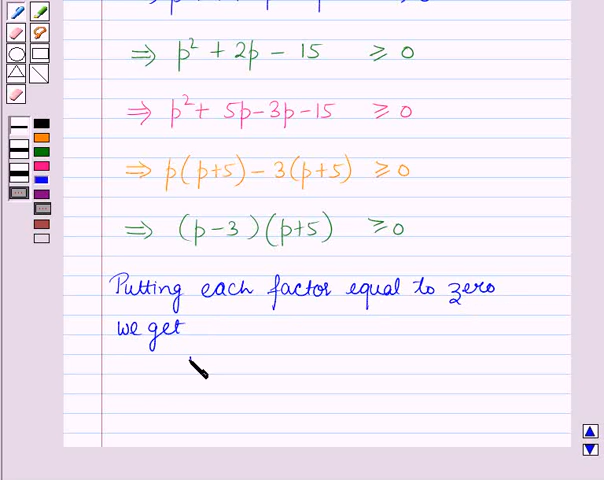 ⇒ p² + 2p - 15 ⩾ 0
⇒ p² + 5p - 3p - 15 ⩾ 0
⇒ p(p+5) - 3(p+5) ⩾ 0
⇒ (p-3)(p+5) ⩾ 0
Putting each factor equal to zero
we get